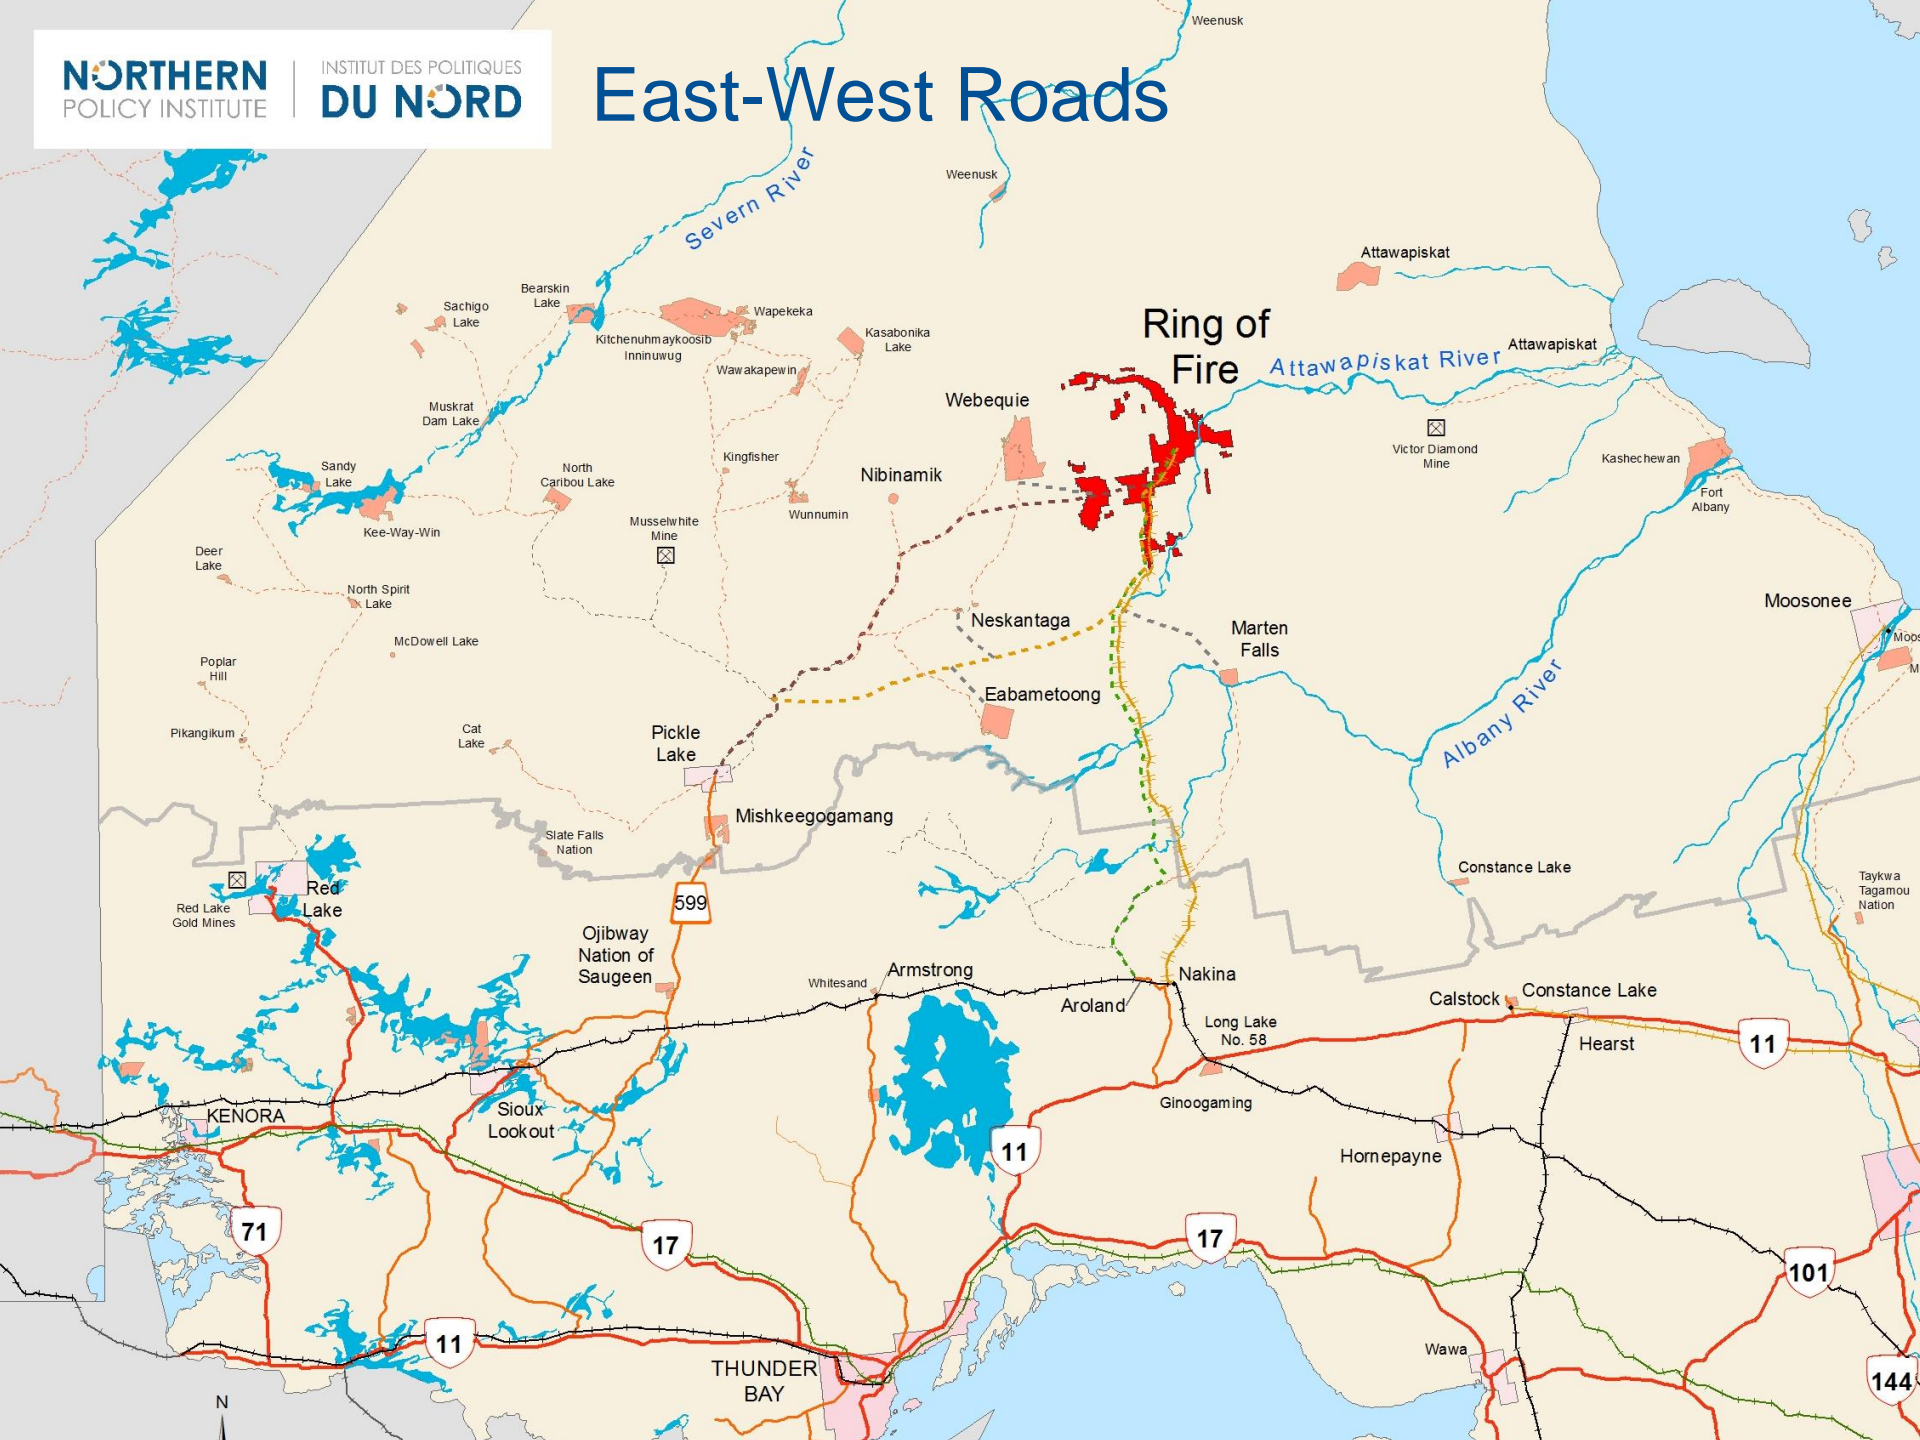 Weenusk
NORTHERN
POLICY INSTITUTE
INSTITUT DES POLITIQUES
DU NORD
East-West Roads
Severn River
Weenusk
Attawapiskat
Bearskin
Lake
Sachigo
Lake
Wapekeka
Kitchenuhmaykoosib
Inninuwug
Kasabonika
Lake
Ring of
Fire
Attawapiskat River
Attawapiskat
Wawakapewin
Muskrat
Dam Lake
Webequie
Victor Diamond
Mine
Kashechewan
Fort
Albany
Sandy
Lake
North
Caribou Lake
Kingfisher
Nibinamik
Wunnumin
Kee-Way-Win
Musselwhite
Mine
Deer
Lake
North Spirit
Lake
McDowell Lake
Neskantaga
Marten
Falls
Moosonee
Moos
M
Poplar
Hill
Eabametoong
Albany River
Pikangikum
Cat
Lake
Pickle
Lake
Mishkeegogamang
Slate Falls
Nation
Constance Lake
Taykwa
Tagamou
Nation
Red
Lake
Red Lake
Gold Mines
599
Ojibway
Nation of
Saugeen
Whitesand
Armstrong
Aroland
Nakina
Calstock
Constance Lake
Long Lake
No. 58
Hearst
11
Ginoogaming
KENORA
Sioux
Lookout
11
Hornepayne
71
17
17
101
11
THUNDER
BAY
Wawa
144
N